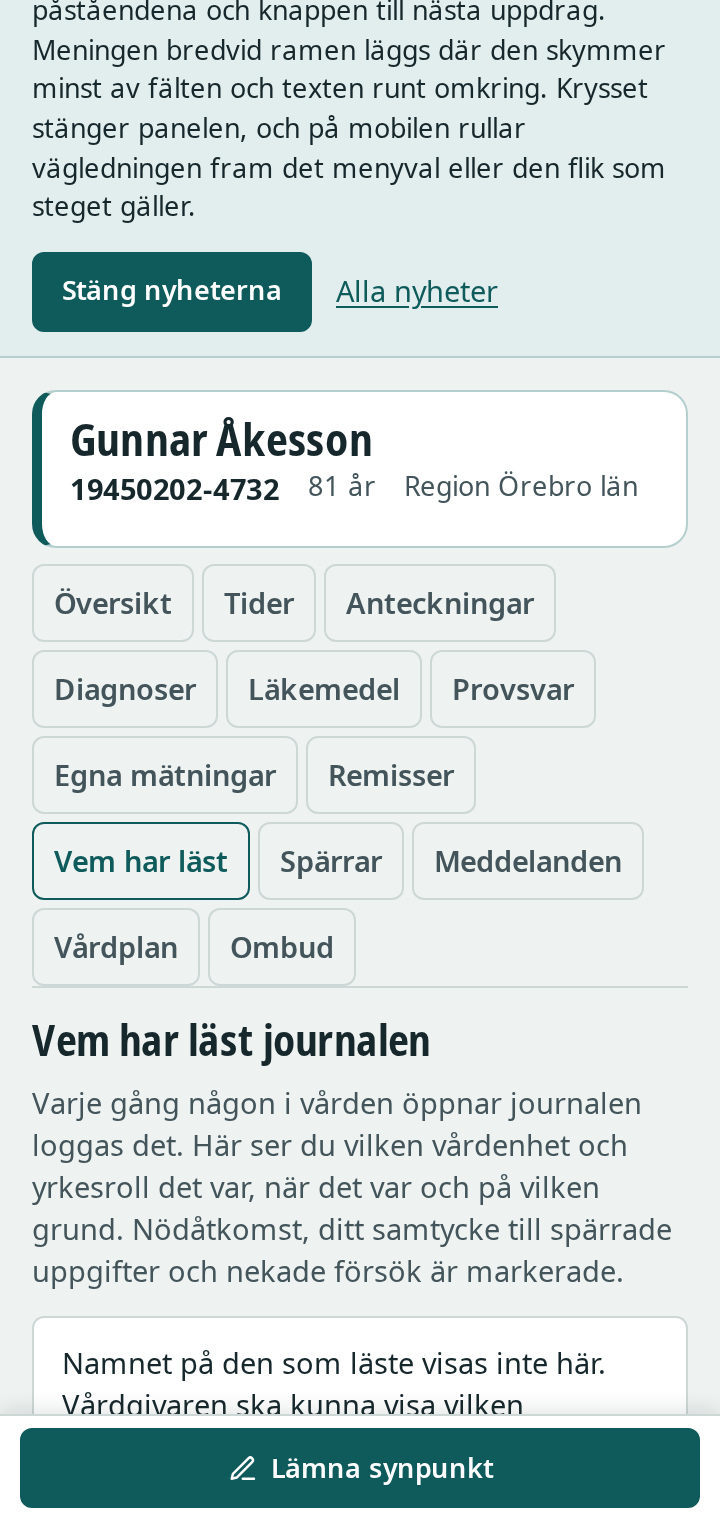 påståendena och knappen till nästa uppdrag.
Meningen bredvid ramen läggs där den skymmer
minst av fälten och texten runt omkring. Krysset
stänger panelen, och på mobilen rullar
vägledningen fram det menyval eller den flik som
steget gäller.
Stäng nyheterna Alla nyheter
Gunnar Åkesson
19450202-4732 81 år Region Örebro län
Översikt Tider Anteckningar
Diagnoser Läkemedel Provsvar
Egna mätningar Remisser
Vem har läst Spärrar Meddelanden
Vårdplan Ombud
Vem har läst journalen
Varje gång någon i vården öppnar journalen
loggas det. Här ser du vilken vårdenhet och
yrkesroll det var, när det var och på vilken
grund. Nödåtkomst, ditt samtycke till spärrade
uppgifter och nekade försök är markerade.
Namnet på den som läste visas inte här.
Vårdgivaren ska kunna visa vilken
Lämna synpunkt